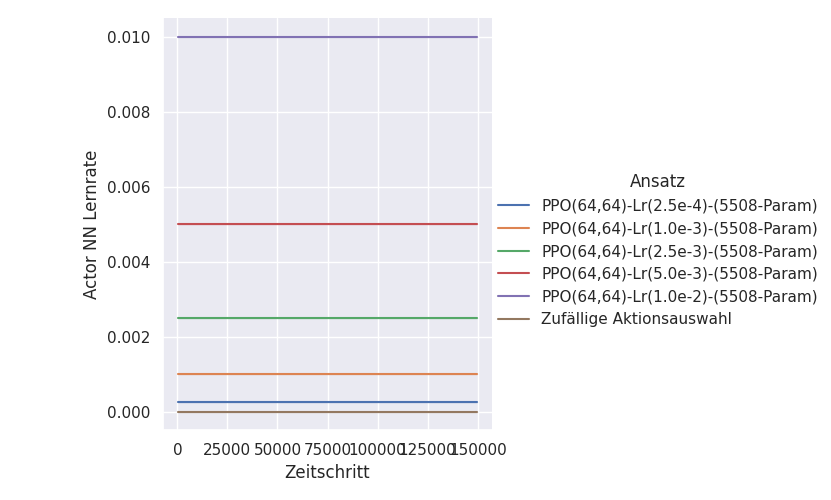 0.010
0.008
0.006
0.004
0.002
0.000
Actor NN Lernrate
0 25000 50000 75000 100000 125000 150000
Zeitschritt
Ansatz
PPO(64,64)-Lr(2.5e-4)-(5508-Param)
PPO(64,64)-Lr(1.0e-3)-(5508-Param)
PPO(64,64)-Lr(2.5e-3)-(5508-Param)
PPO(64,64)-Lr(5.0e-3)-(5508-Param)
PPO(64,64)-Lr(1.0e-2)-(5508-Param)
Zufällige Aktionsauswahl